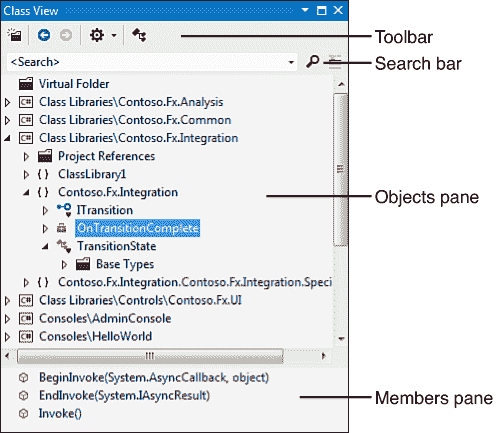 Class View
Toolbar
<Search>
Search bar
Virtual Folder
C# Class Libraries\Contoso.Fx.Analysis
C# Class Libraries\Contoso.Fx.Common
C# Class Libraries\Contoso.Fx.Integration
Project References
{ } ClassLibrary1
{ } Contoso.Fx.Integration
Objects pane
ITransition
OnTransitionComplete
TransitionState
Base Types
{ } Contoso.Fx.Integration.Contoso.Fx.Integration.Speci
C# Class Libraries\Controls\Contoso.Fx.UI
C# Consoles\AdminConsole
C# Consoles\HelloWorld
BeginInvoke(System.AsyncCallback, object)
EndInvoke(System.IAsyncResult)
Members pane
Invoke()